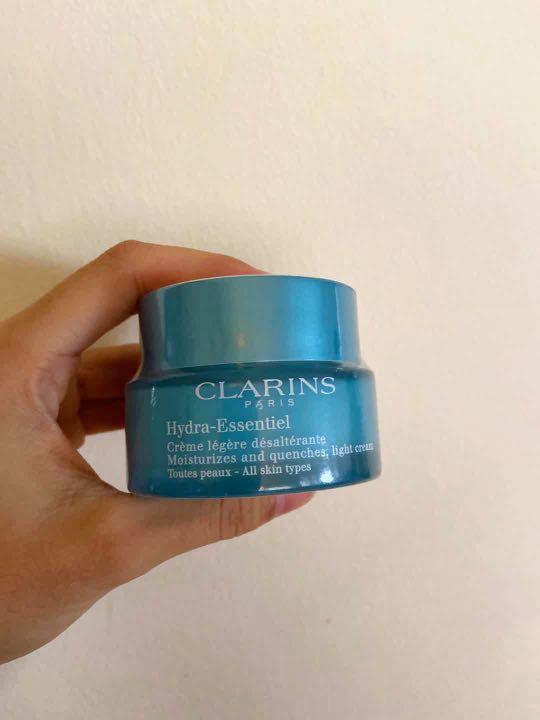 CLARINS
PARIS
Hydra-Essentiel
Crème légère désaltérante
Moisturizes and quenches, light cream
Toutes peaux - All skin types